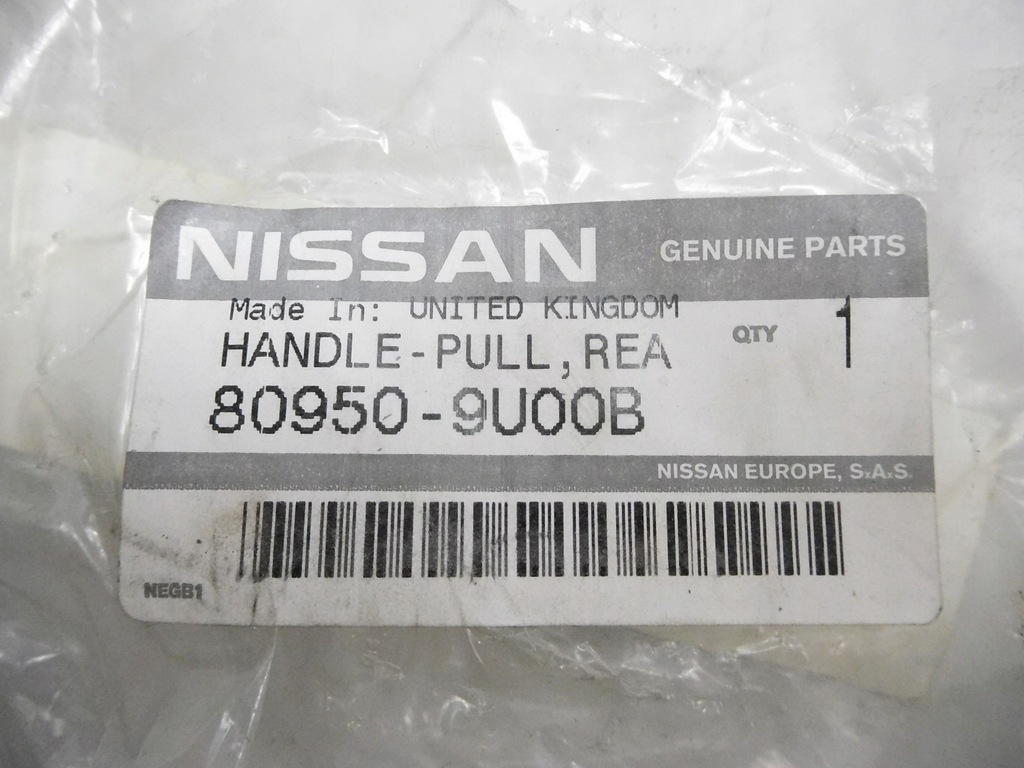 NISSAN GENUINE PARTS
Made In: UNITED KINGDOM
HANDLE-PULL,REA QTY 1
80950-9U00B
NISSAN EUROPE, S.A.S.
NEGB1